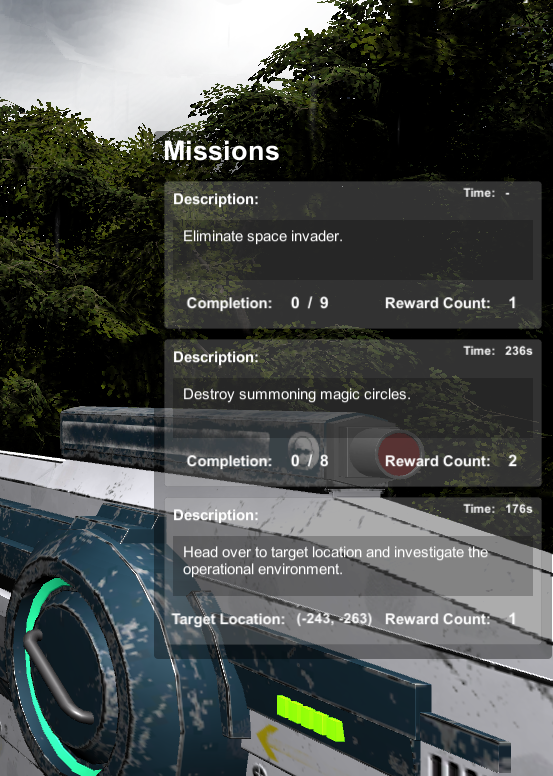 Missions
Description: Time: -
Eliminate space invader.
Completion: 0 / 9 Reward Count: 1
Description: Time: 236s
Destroy summoning magic circles.
Completion: 0 / 8 Reward Count: 2
Description: Time: 176s
Head over to target location and investigate the
operational environment.
Target Location: (-243, -263) Reward Count: 1